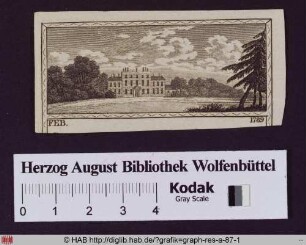 FEB. 1789
Herzog August Bibliothek Wolfenbüttel
Kodak
Gray Scale
0 1 2 3 4
© HAB http://diglib.hab.de/?grafik=graph-res-a-87-1